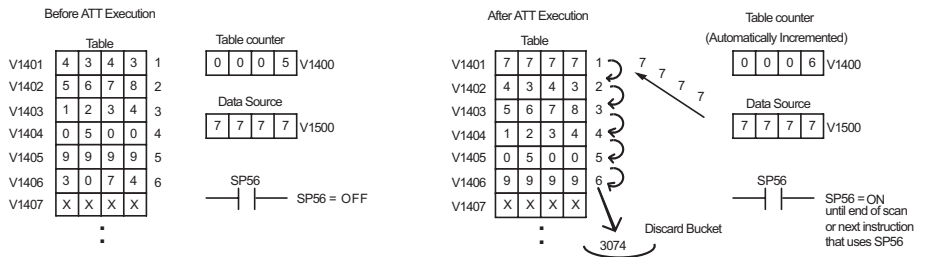 Before ATT Execution
Table
V1401 4 3 4 3 1
V1402 5 6 7 8 2
V1403 1 2 3 4 3
V1404 0 5 0 0 4
V1405 9 9 9 9 5
V1406 3 0 7 4 6
V1407 X X X X
Table counter
0 0 0 5 V1400
Data Source
7 7 7 7 V1500
SP56
SP56 = OFF
After ATT Execution
Table
V1401 7 7 7 7 1
V1402 4 3 4 3 2
V1403 5 6 7 8 3
V1404 1 2 3 4 4
V1405 0 5 0 0 5
V1406 9 9 9 9 6
V1407 X X X X
7 7 7 7
Discard Bucket
3074
Table counter
(Automatically Incremented)
0 0 0 6 V1400
Data Source
7 7 7 7 V1500
SP56
SP56 = ON
until end of scan
or next instruction
that uses SP56